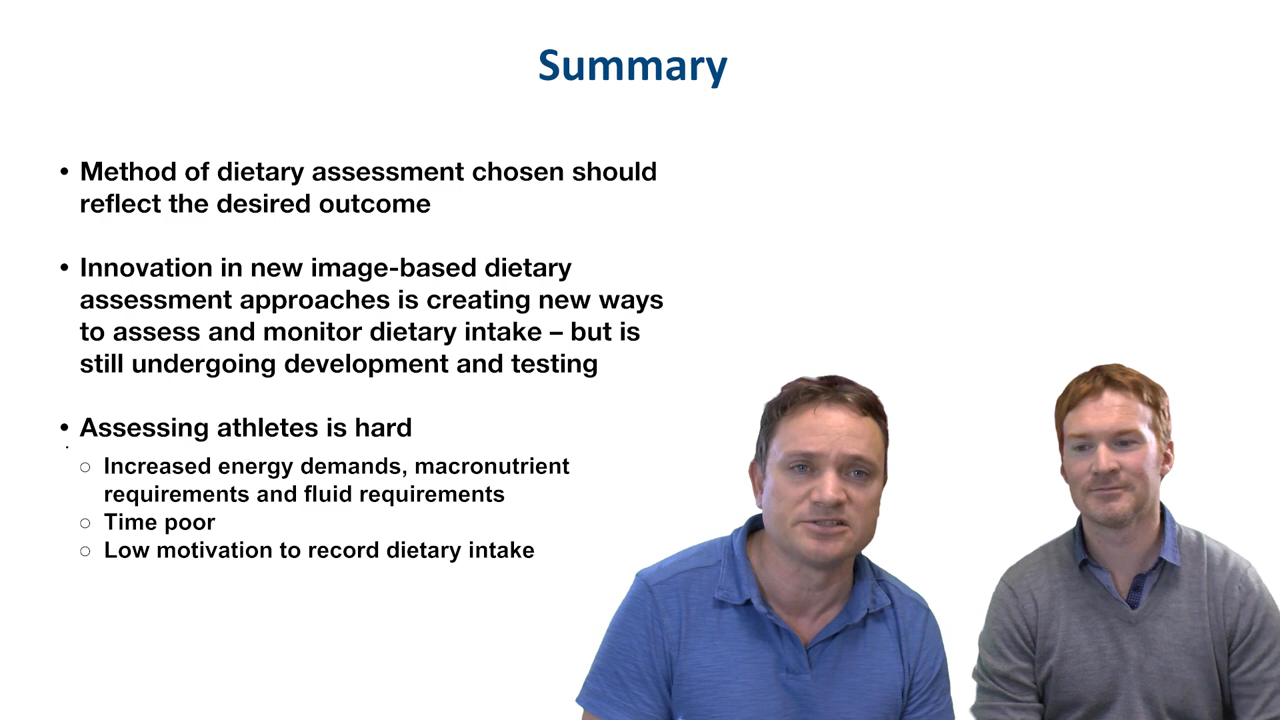 Summary
• Method of dietary assessment chosen should
reflect the desired outcome
• Innovation in new image-based dietary
assessment approaches is creating new ways
to assess and monitor dietary intake – but is
still undergoing development and testing
• Assessing athletes is hard
○ Increased energy demands, macronutrient
requirements and fluid requirements
○ Time poor
○ Low motivation to record dietary intake